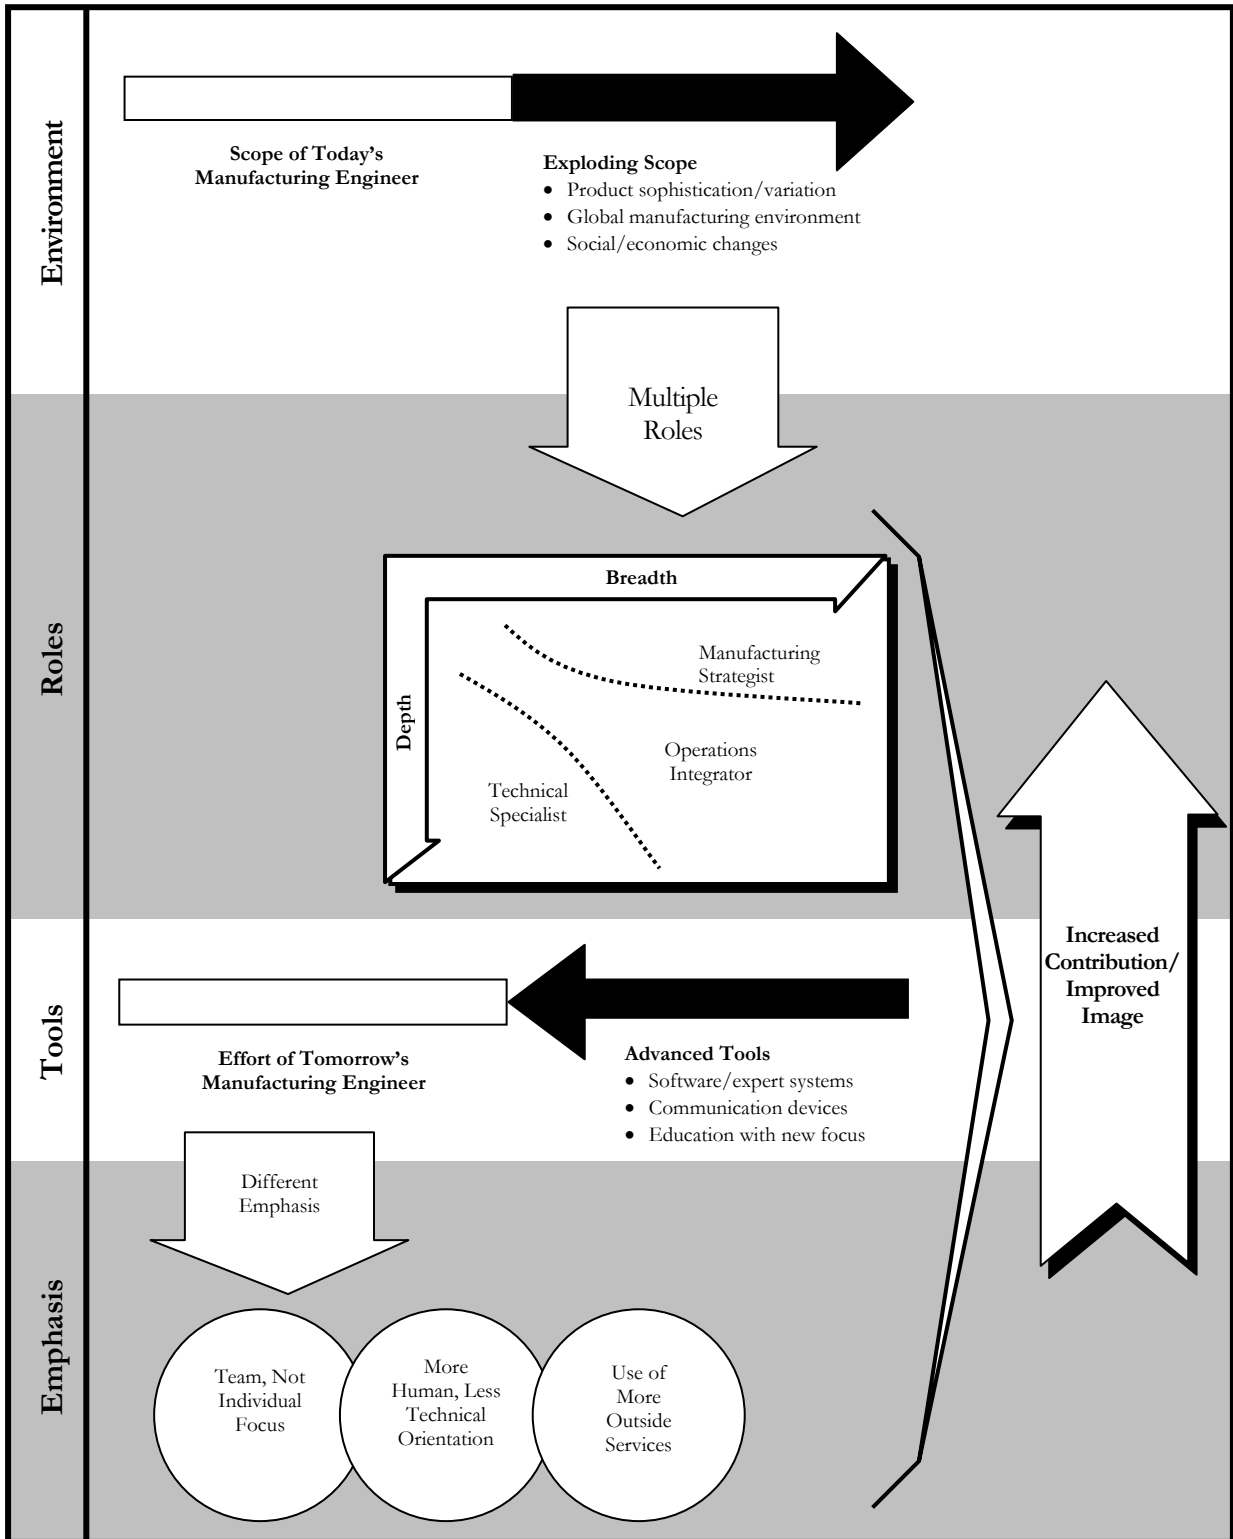 Environment
Scope of Today's
Manufacturing Engineer
Exploding Scope
• Product sophistication/variation
• Global manufacturing environment
• Social/economic changes
Multiple
Roles
Roles
Breadth
Depth
Manufacturing
Strategist
Operations
Integrator
Technical
Specialist
Increased
Contribution/
Improved
Image
Tools
Effort of Tomorrow's
Manufacturing Engineer
Advanced Tools
• Software/expert systems
• Communication devices
• Education with new focus
Emphasis
Different
Emphasis
Team, Not
Individual
Focus
More
Human, Less
Technical
Orientation
Use of
More
Outside
Services